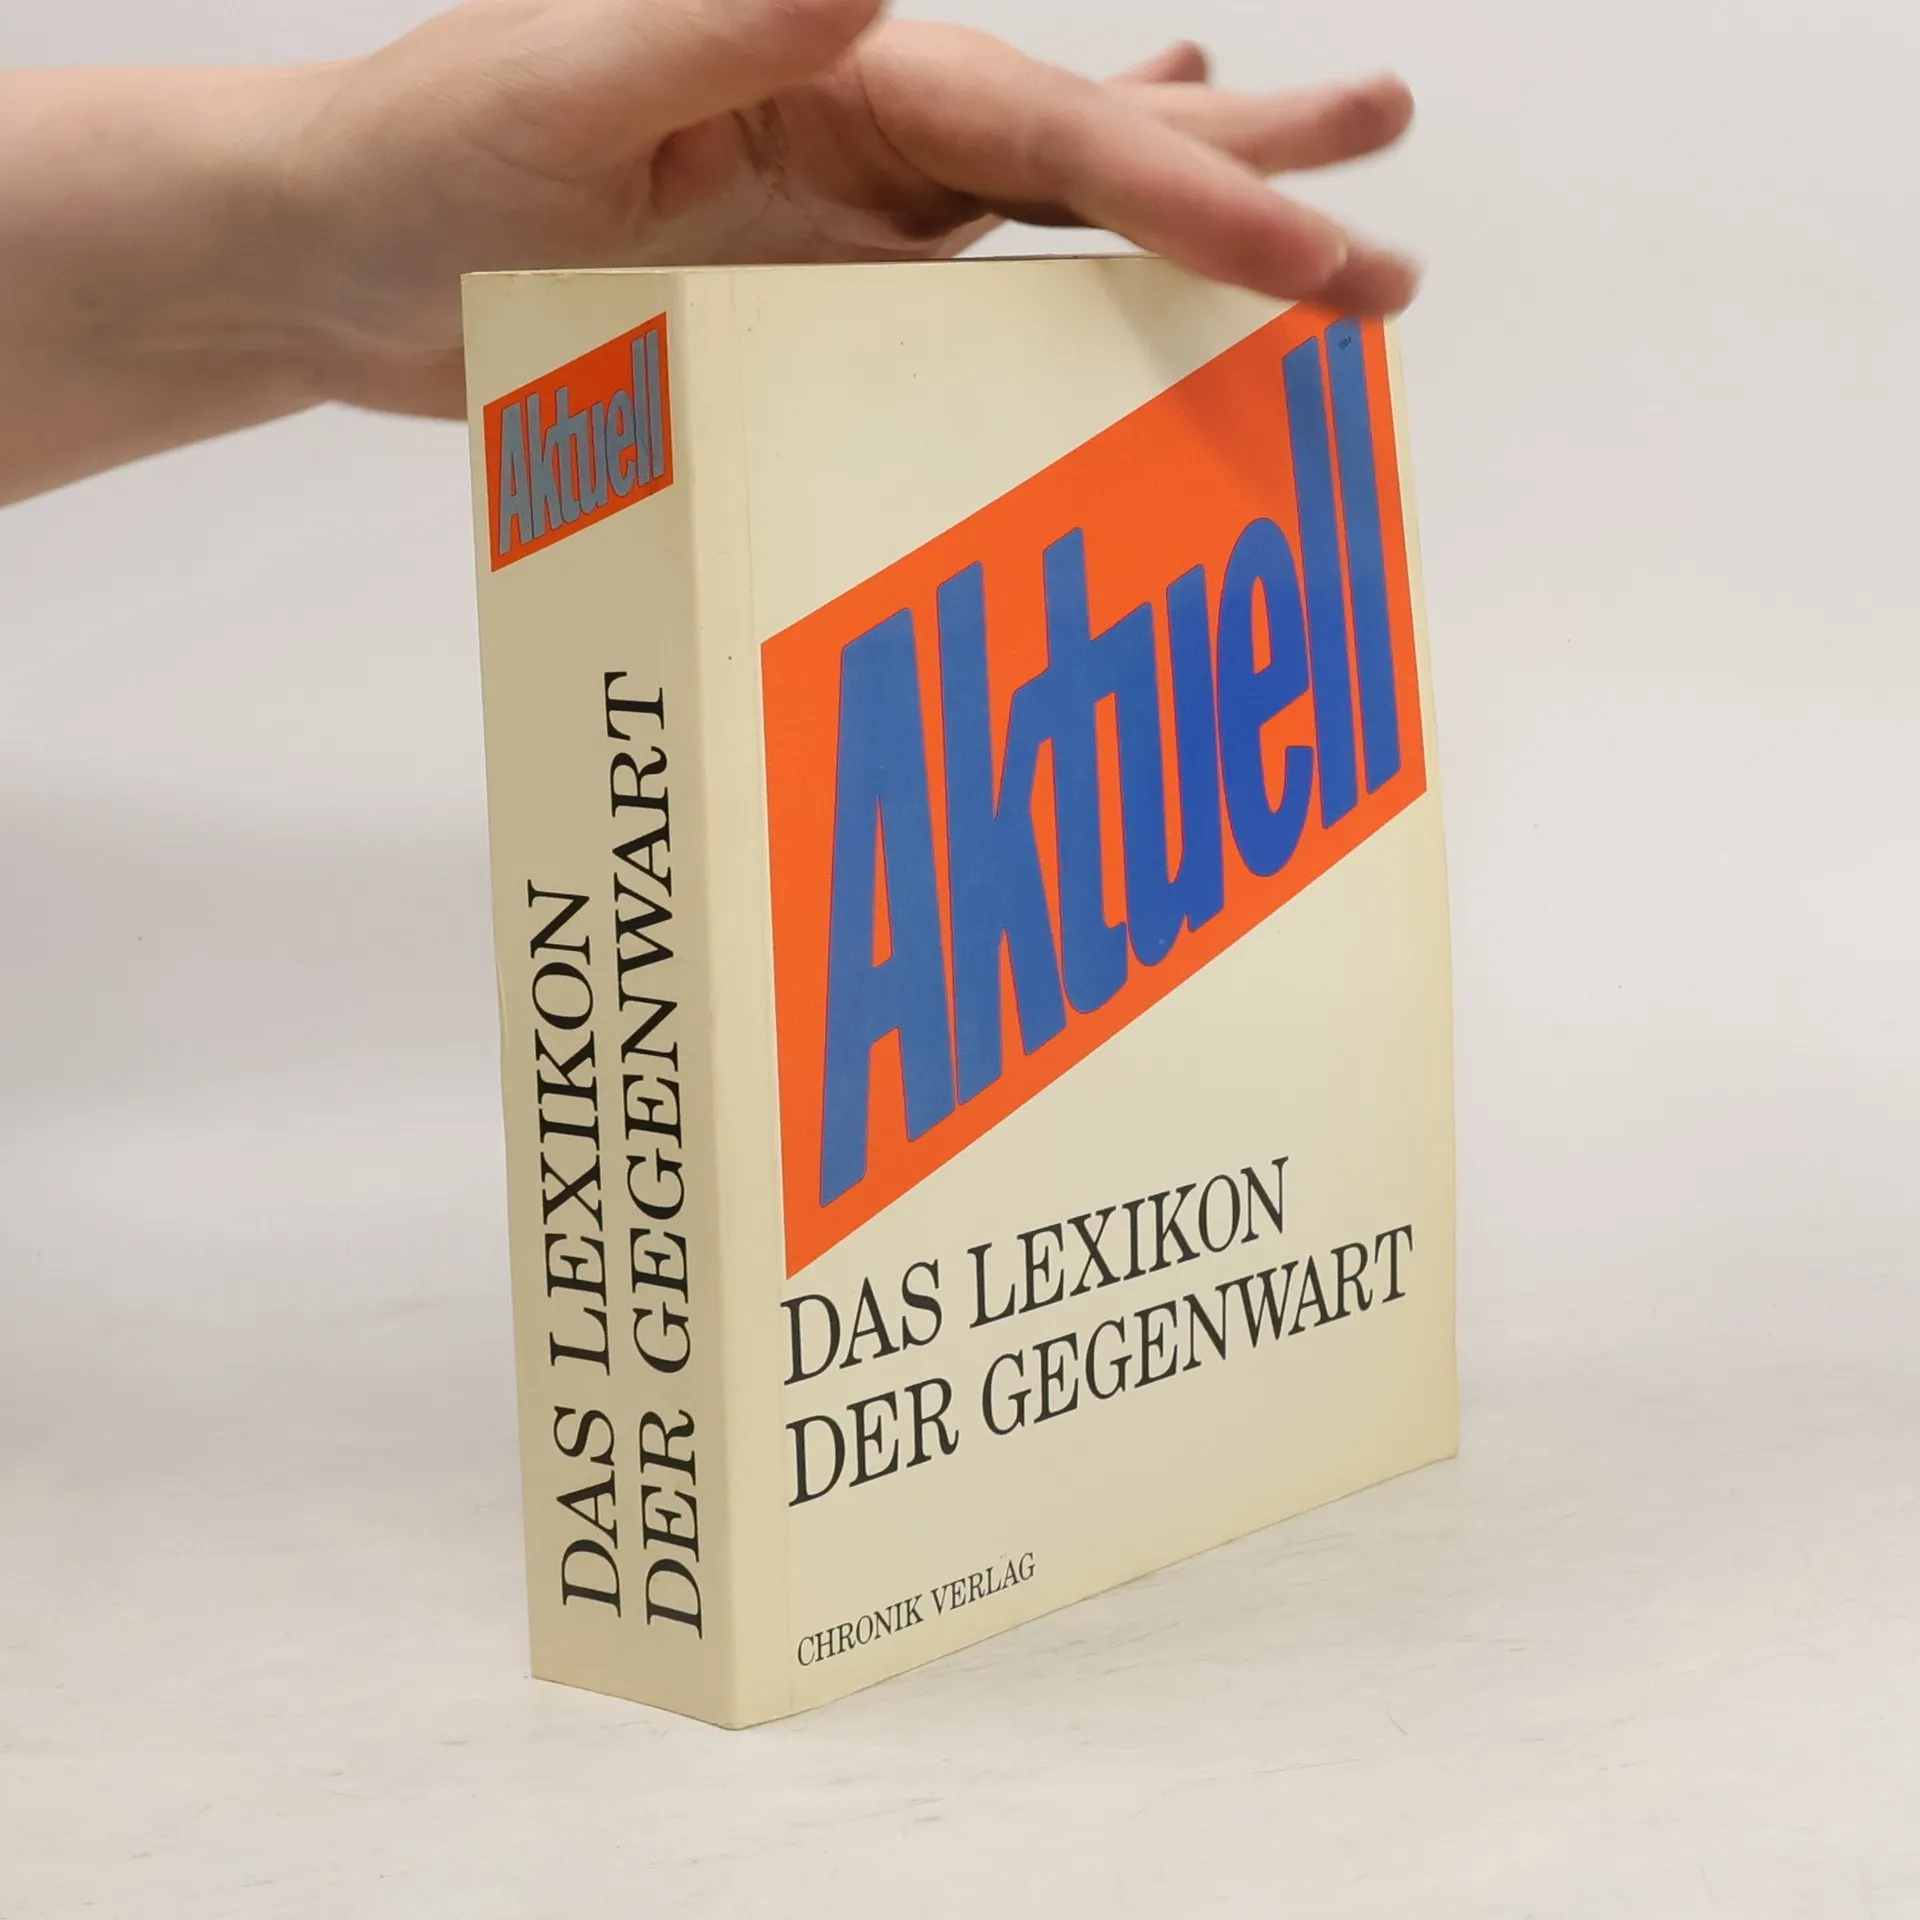 Aktuell
DAS LEXIKON
DER GEGENWART
Aktuell
DAS LEXIKON
DER GEGENWART
CHRONIK VERLAG